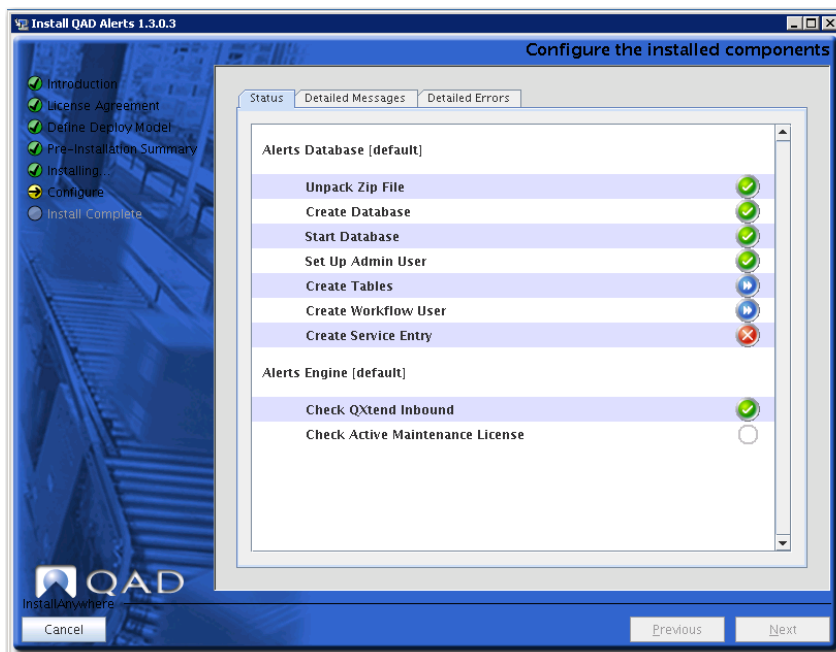 Install QAD Alerts 1.3.0.3
Configure the installed components
Introduction
License Agreement
Define Deploy Model
Pre-Installation Summary
Installing...
Configure
Install Complete
Status
Detailed Messages
Detailed Errors
Alerts Database [default]
Unpack Zip File
Create Database
Start Database
Set Up Admin User
Create Tables
Create Workflow User
Create Service Entry
Alerts Engine [default]
Check QXtend Inbound
Check Active Maintenance License
QAD
InstallAnywhere
Cancel
Previous
Next